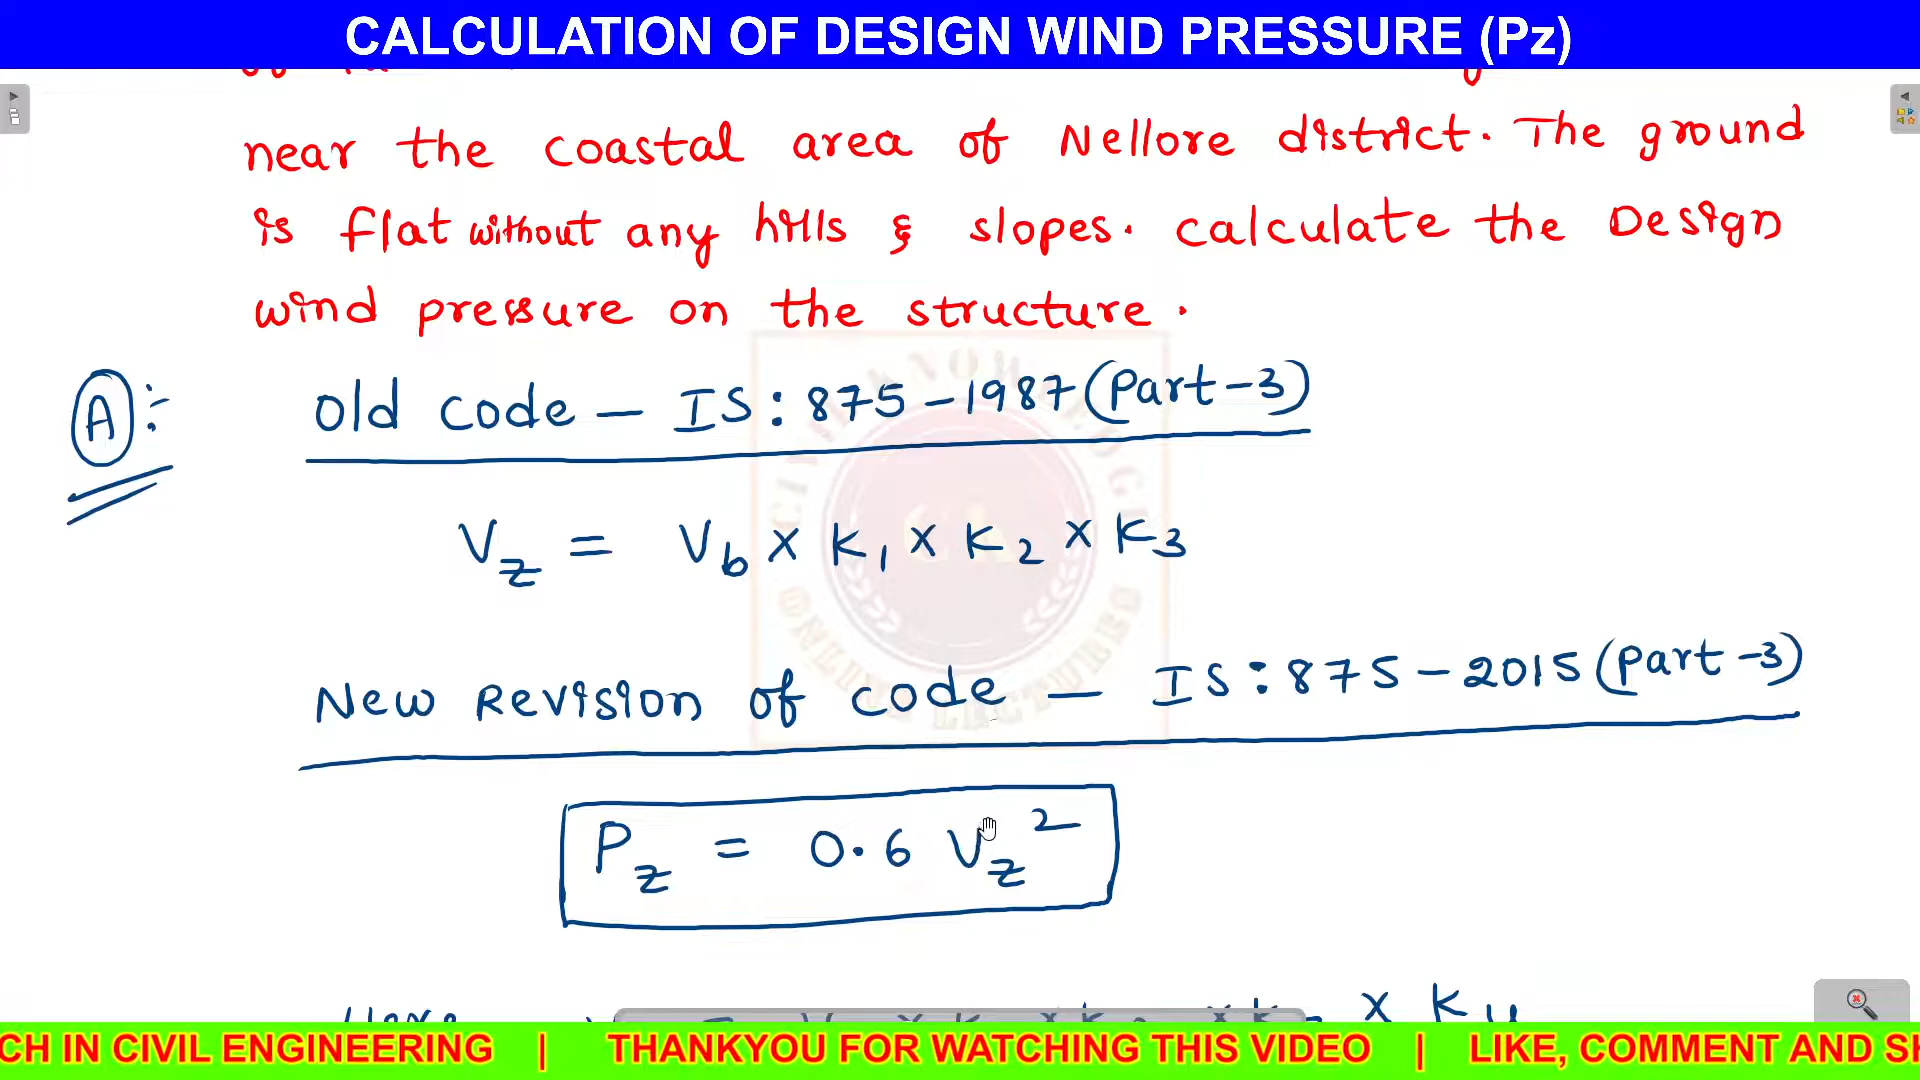 CALCULATION OF DESIGN WIND PRESSURE (Pz)
near the coastal area of Nellore district. The ground
is flat without any hills & slopes. calculate the Design
wind pressure on the structure.
A :- Old code - IS: 875-1987 (Part-3)
Vz = Vb x K1 x K2 x K3
New Revision of code - IS: 875-2015 (Part-3)
Pz = 0.6 Vz²
x K4
CH IN CIVIL ENGINEERING | THANKYOU FOR WATCHING THIS VIDEO | LIKE, COMMENT AND SH